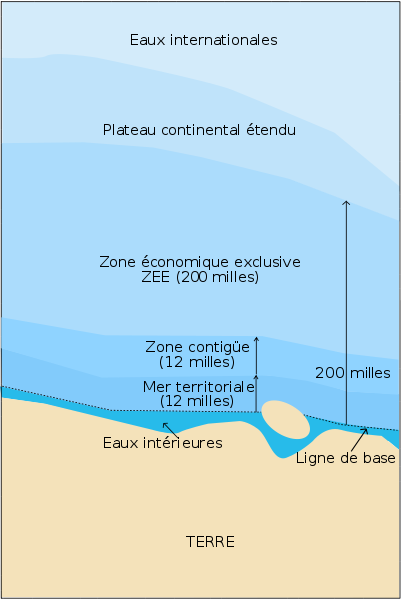 Eaux internationales
Plateau continental étendu
Zone économique exclusive
ZEE (200 milles)
Zone contigüe
(12 milles)
200 milles
Mer territoriale
(12 milles)
Eaux intérieures
Ligne de base
TERRE